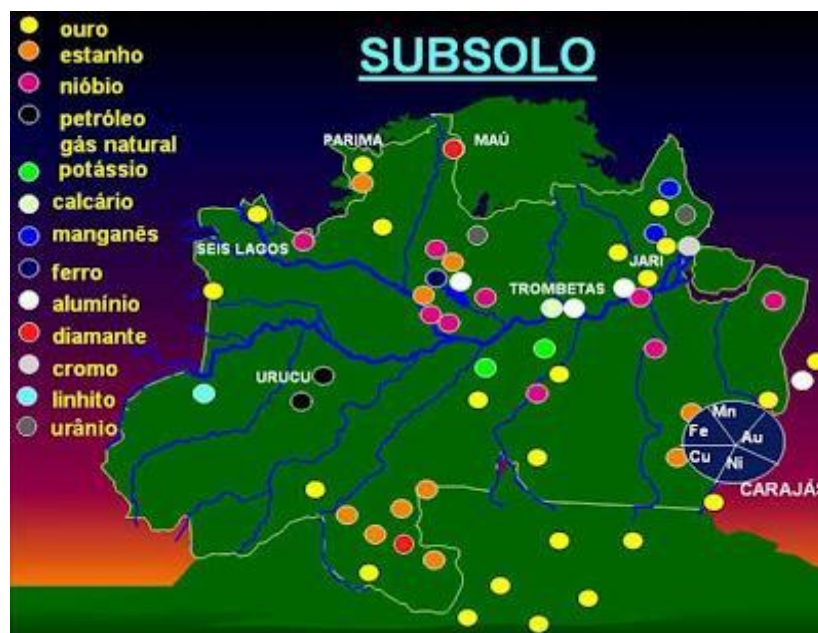 SUBSOLO
ouro
estanho
nióbio
petróleo
gás natural
potássio
calcário
manganês
ferro
alumínio
diamante
cromo
linhito
urânio
PARIMA
MAÚ
SEIS LAGOS
JARI
TROMBETAS
URUCU
Mn
Fe
Au
Cu
Ni
CARAJÁS